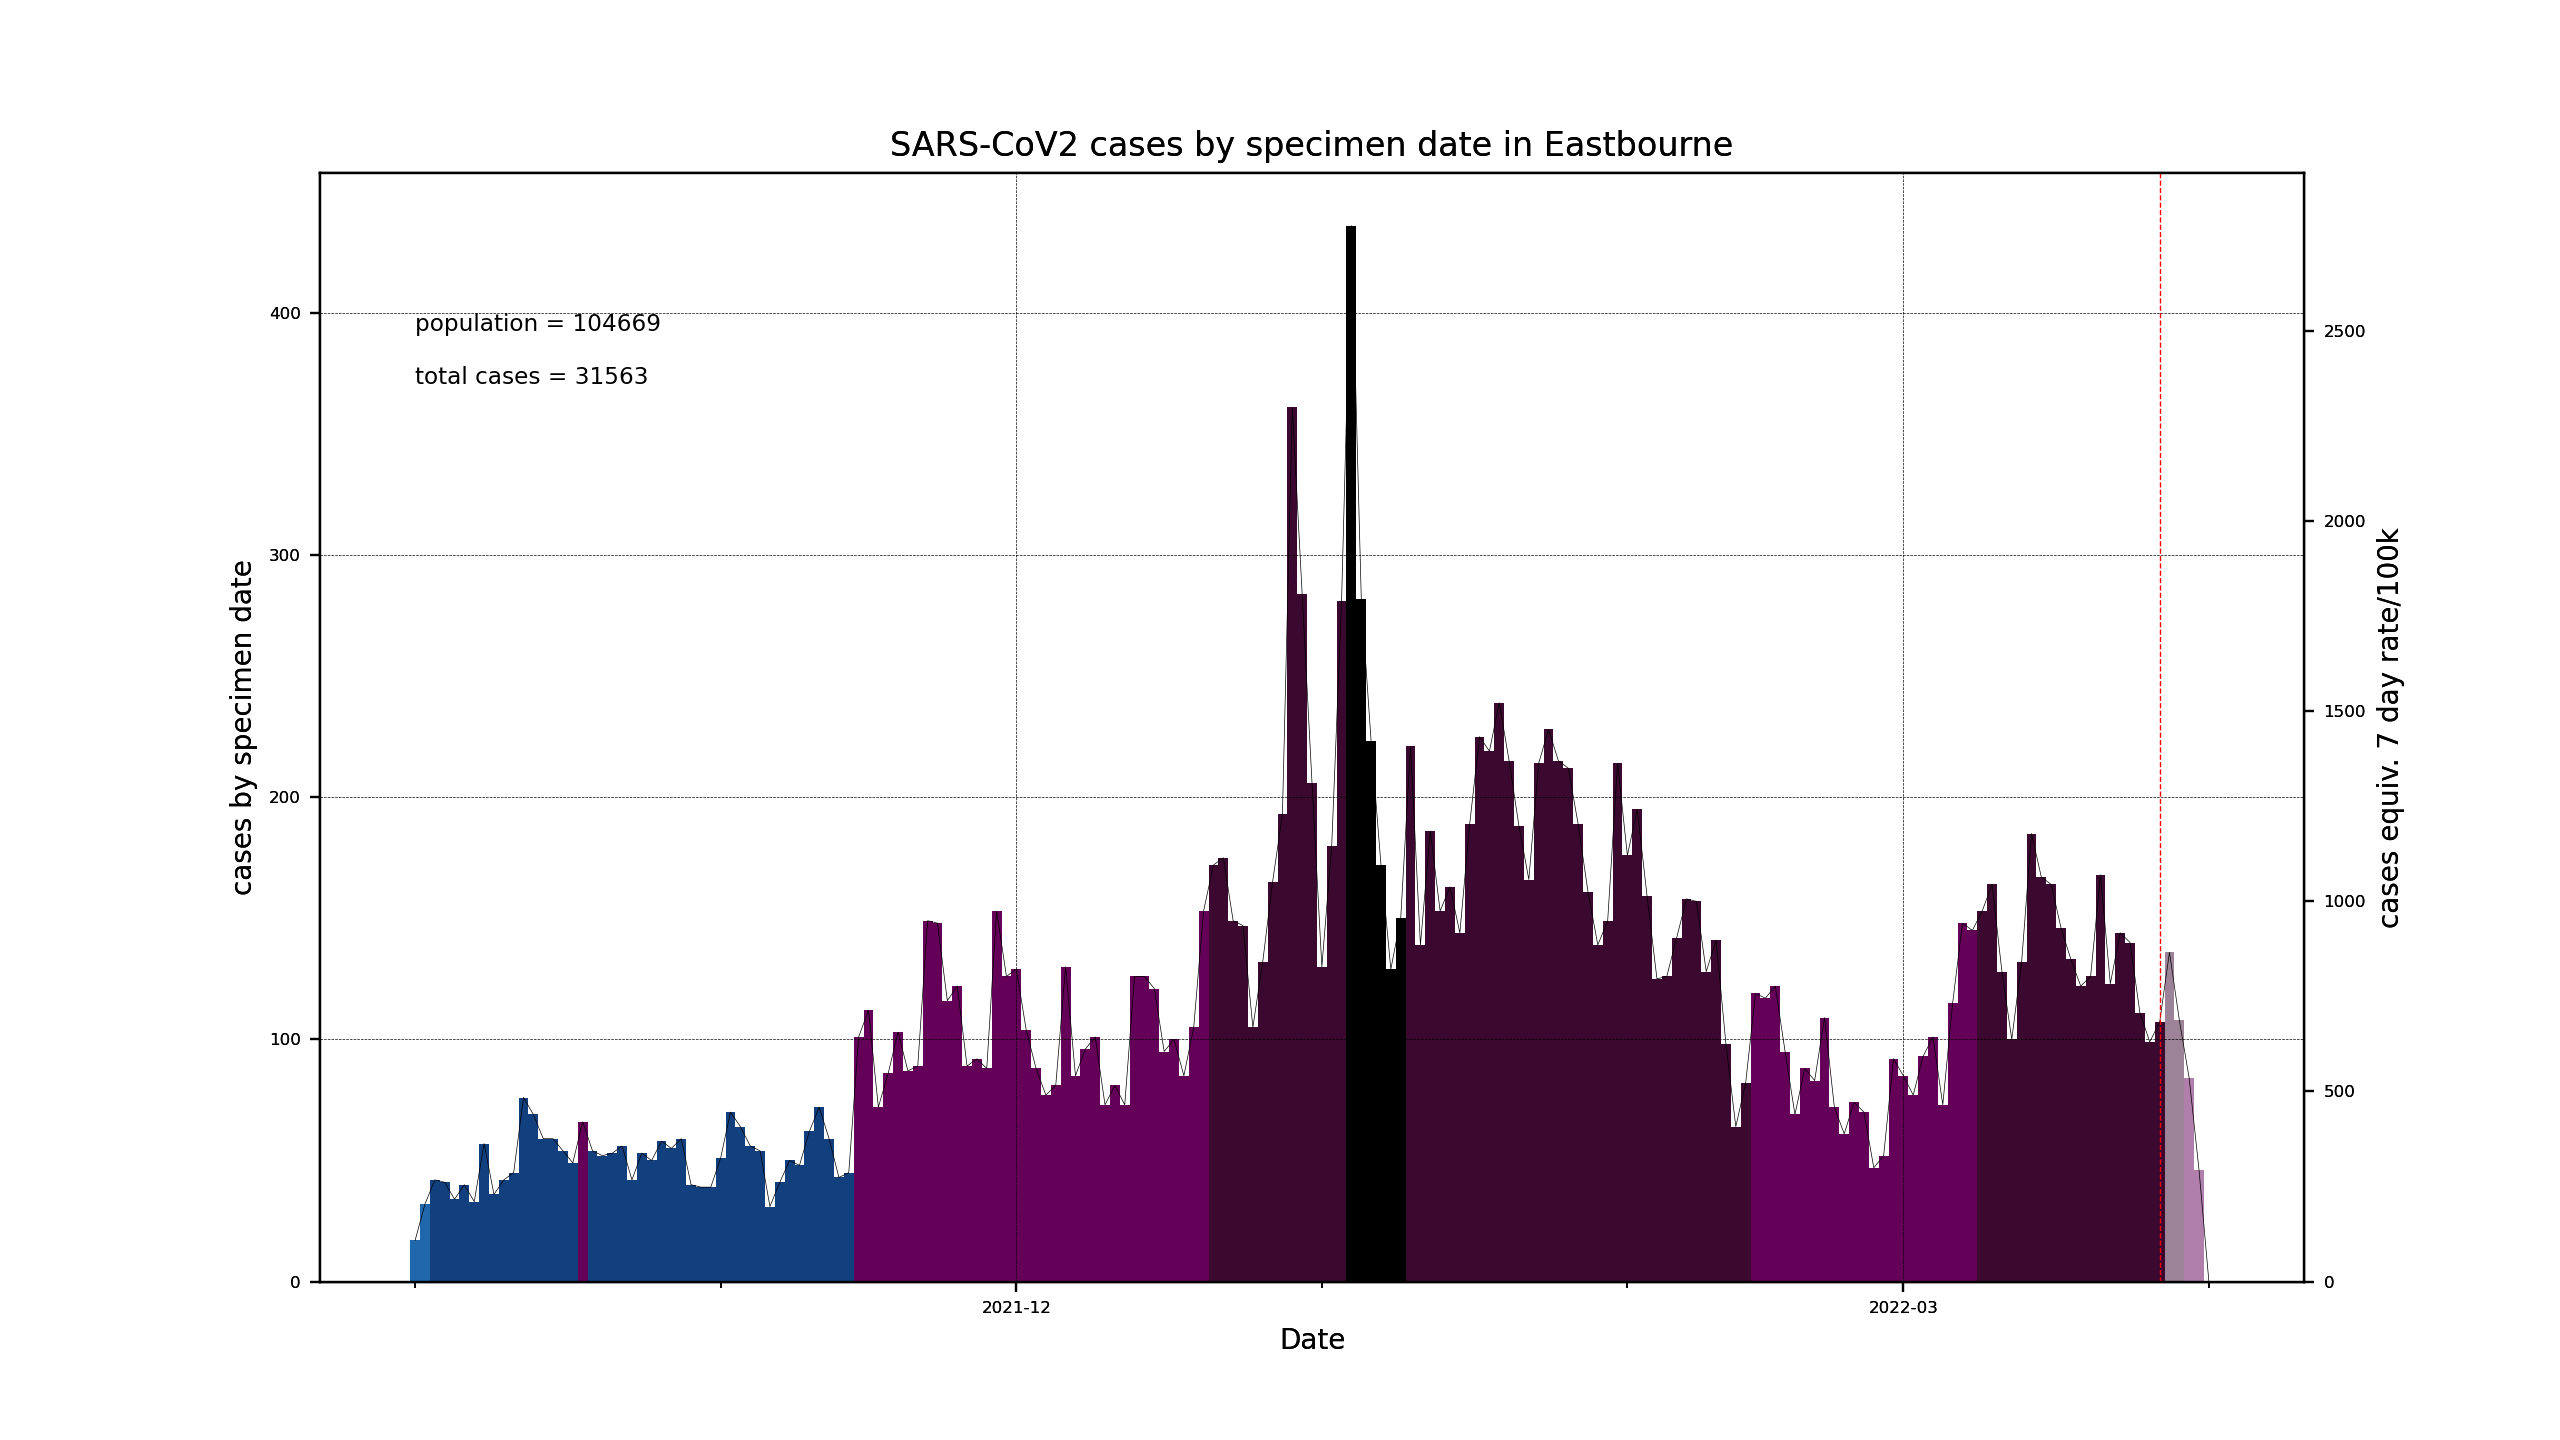 SARS-CoV2 cases by specimen date in Eastbourne
population = 104669
total cases = 31563
cases by specimen date
400
300
200
100
0
2500
2000
1500
1000
500
0
cases equiv. 7 day rate/100k
2021-12
2022-03
Date